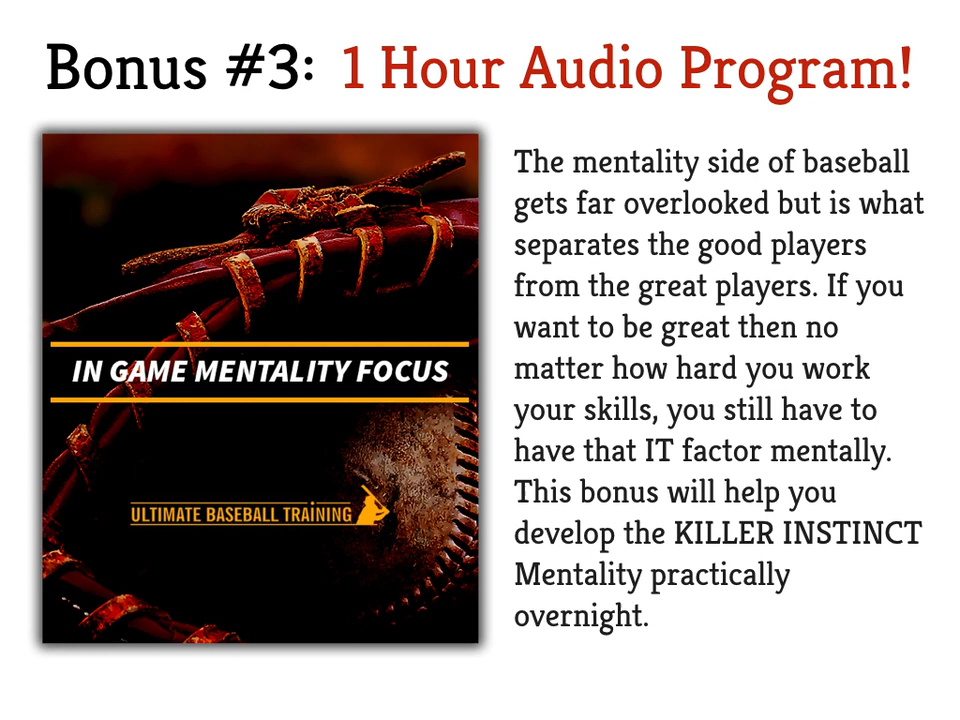 Bonus #3: 1 Hour Audio Program!
IN GAME MENTALITY FOCUS
ULTIMATE BASEBALL TRAINING
The mentality side of baseball
gets far overlooked but is what
separates the good players
from the great players. If you
want to be great then no
matter how hard you work
your skills, you still have to
have that IT factor mentally.
This bonus will help you
develop the KILLER INSTINCT
Mentality practically
overnight.